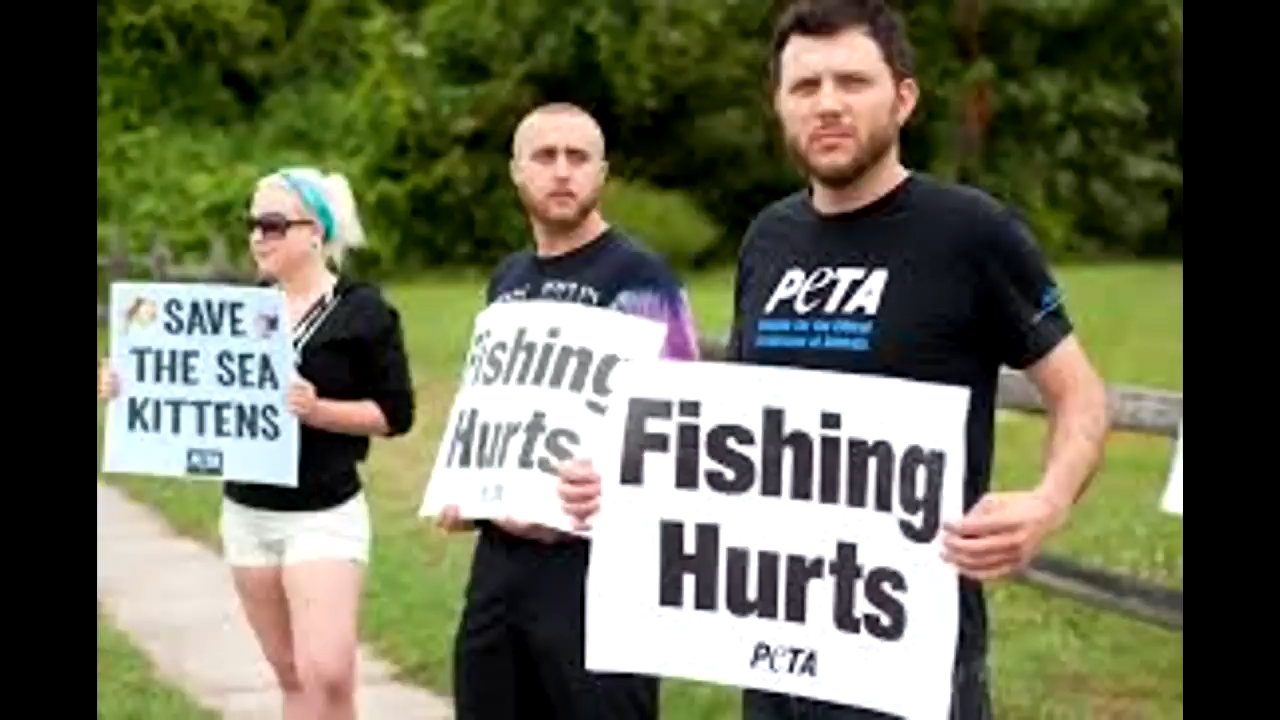 SAVE
THE SEA
KITTENS
PETA
Fishing
Hurts
PETA
Fishing
Hurts
PETA